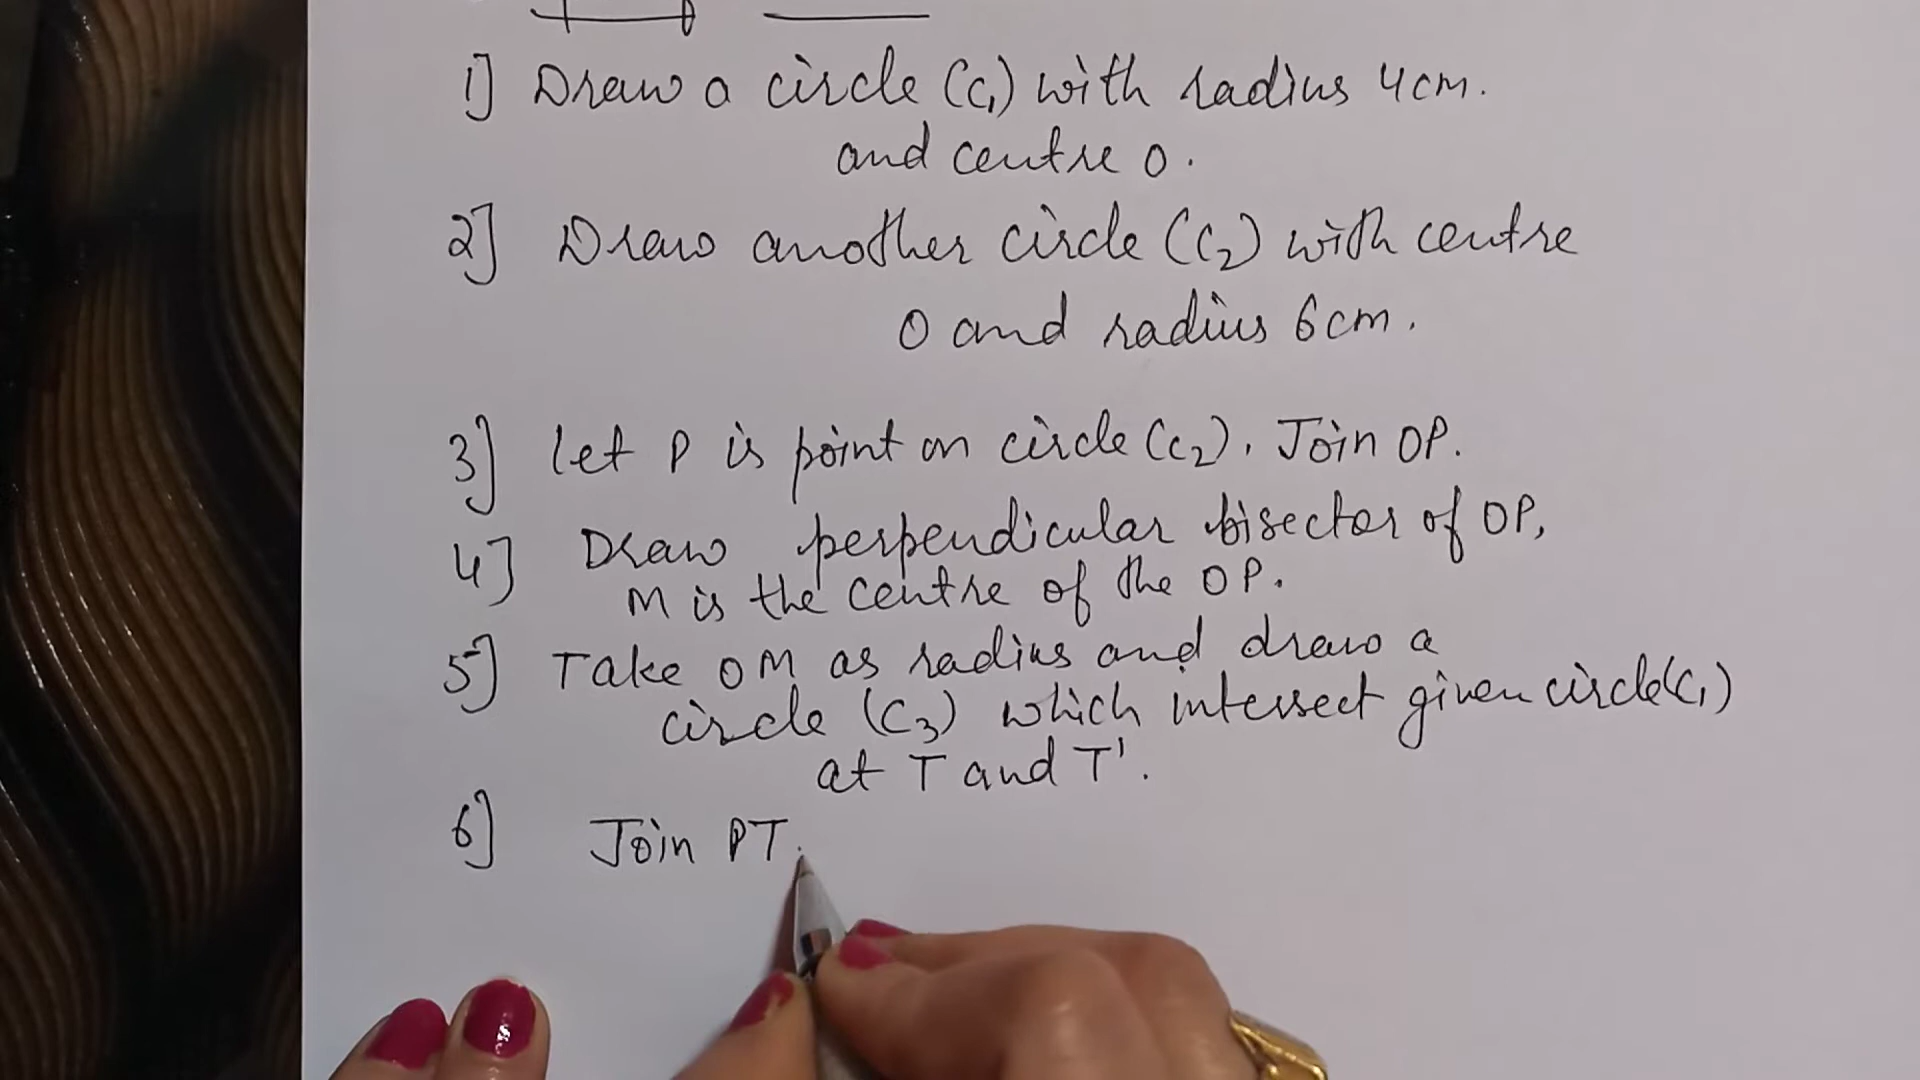 1] Draw a circle (C₁) with radius 4cm.
and centre O.
2] Draw another circle (C₂) with centre
O and radius 6cm.
3] Let P is point on circle (C₂). Join OP.
4] Draw perpendicular bisector of OP,
M is the centre of the OP.
5] Take OM as radius and draw a
circle (C₃) which intersect given circle (C₁)
at T and T'.
6] Join PT.